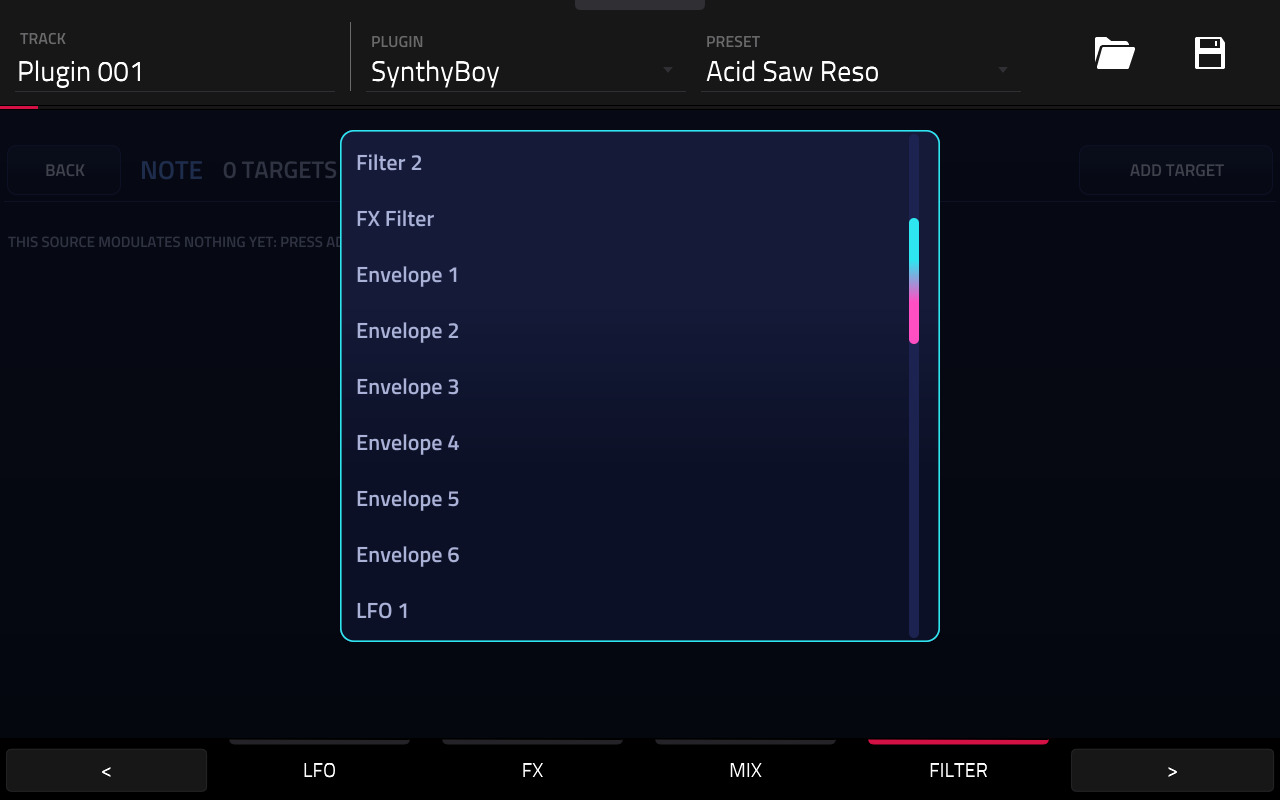 TRACK
Plugin 001
PLUGIN
SynthyBoy
PRESET
Acid Saw Reso
BACK
NOTE
0 TARGETS
ADD TARGET
THIS SOURCE MODULATES NOTHING YET: PRESS
Filter 2
FX Filter
Envelope 1
Envelope 2
Envelope 3
Envelope 4
Envelope 5
Envelope 6
LFO 1
<
LFO
FX
MIX
FILTER
>